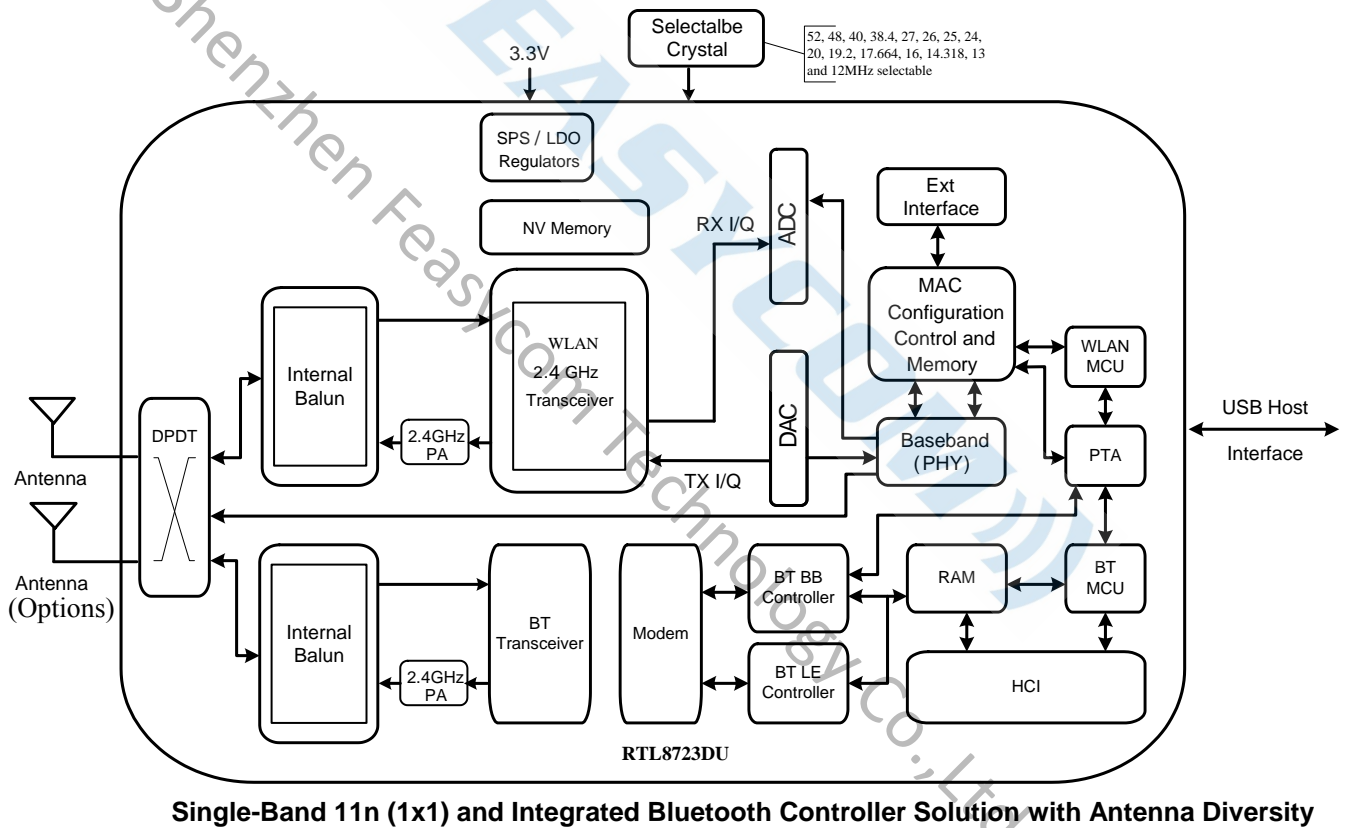 Selectalbe
Crystal
52, 48, 40, 38.4, 27, 26, 25, 24,
20, 19.2, 17.664, 16, 14.318, 13
and 12MHz selectable
3.3V
SPS / LDO
Regulators
NV Memory
RX I/Q
ADC
Ext
Interface
MAC
Configuration
Control and
Memory
WLAN
MCU
Internal
Balun
WLAN
2.4 GHz
Transceiver
2.4GHz
PA
DAC
TX I/Q
Baseband
(PHY)
PTA
USB Host
Interface
DPDT
Antenna
Antenna
(Options)
Internal
Balun
2.4GHz
PA
BT
Transceiver
Modem
BT BB
Controller
BT LE
Controller
RAM
BT
MCU
HCI
RTL8723DU
Single-Band 11n (1x1) and Integrated Bluetooth Controller Solution with Antenna Diversity
Shenzhen Feasycom Technology Co.,Ltd
EASYCOM